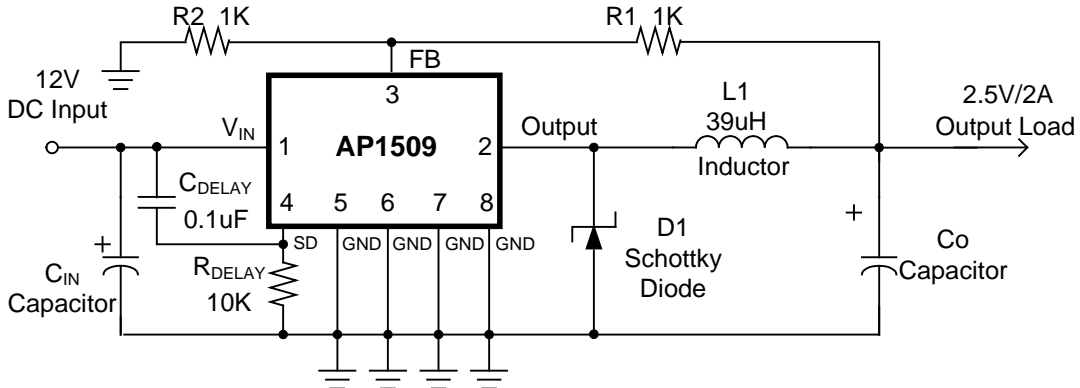 R2 1K
R1 1K
FB
12V
DC Input
3
L1
39uH
Inductor
2.5V/2A
Output Load
VIN
1
AP1509
2
Output
CDELAY
0.1uF
4
5
6
7
8
SD
GND
GND
GND
GND
+
CIN
Capacitor
RDELAY
10K
D1
Schottky
Diode
+
Co
Capacitor